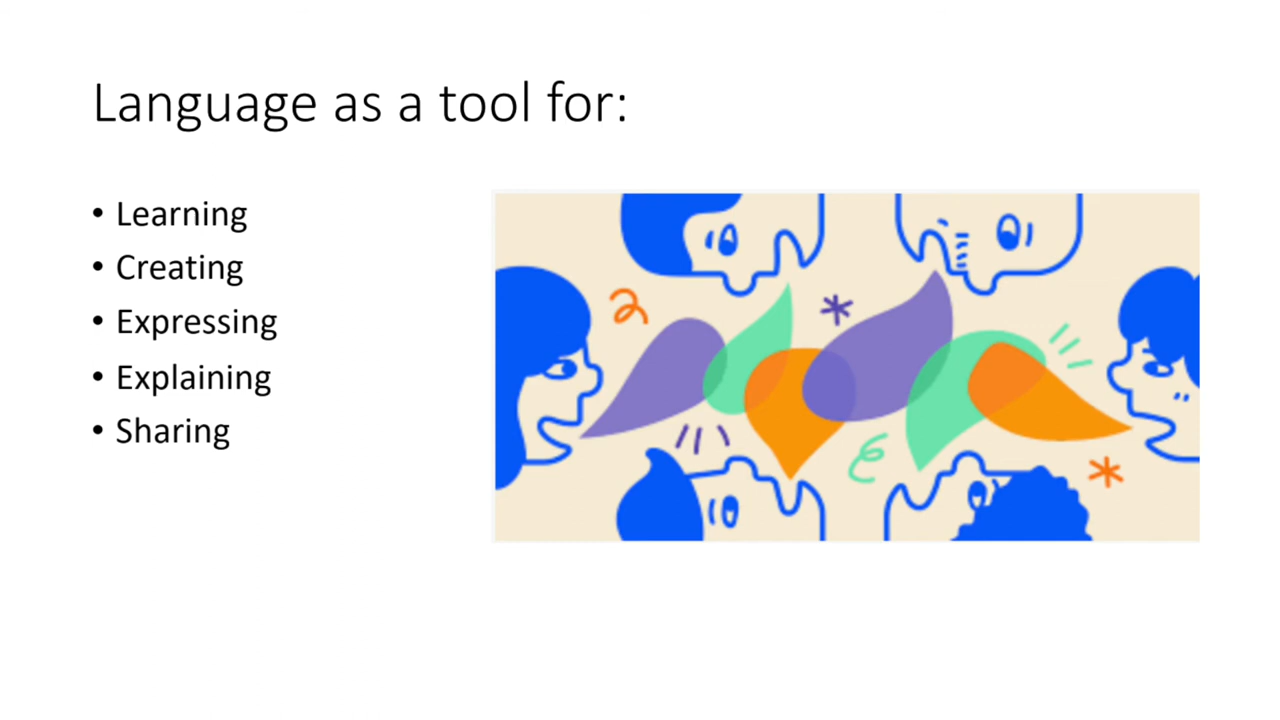 Language as a tool for:
• Learning
• Creating
• Expressing
• Explaining
• Sharing